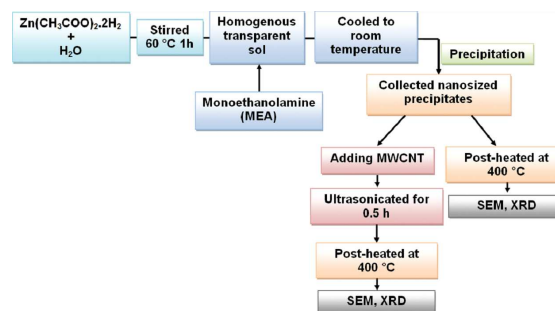 Zn(CH3COO)2.2H2
+
H2O
Stirred
60 °C 1h
Homogenous
transparent
sol
Cooled to
room
temperature
Precipitation
Monoethanolamine
(MEA)
Collected nanosized
precipitates
Adding MWCNT
Post-heated at
400 °C
Ultrasonicated for
0.5 h
SEM, XRD
Post-heated at
400 °C
SEM, XRD